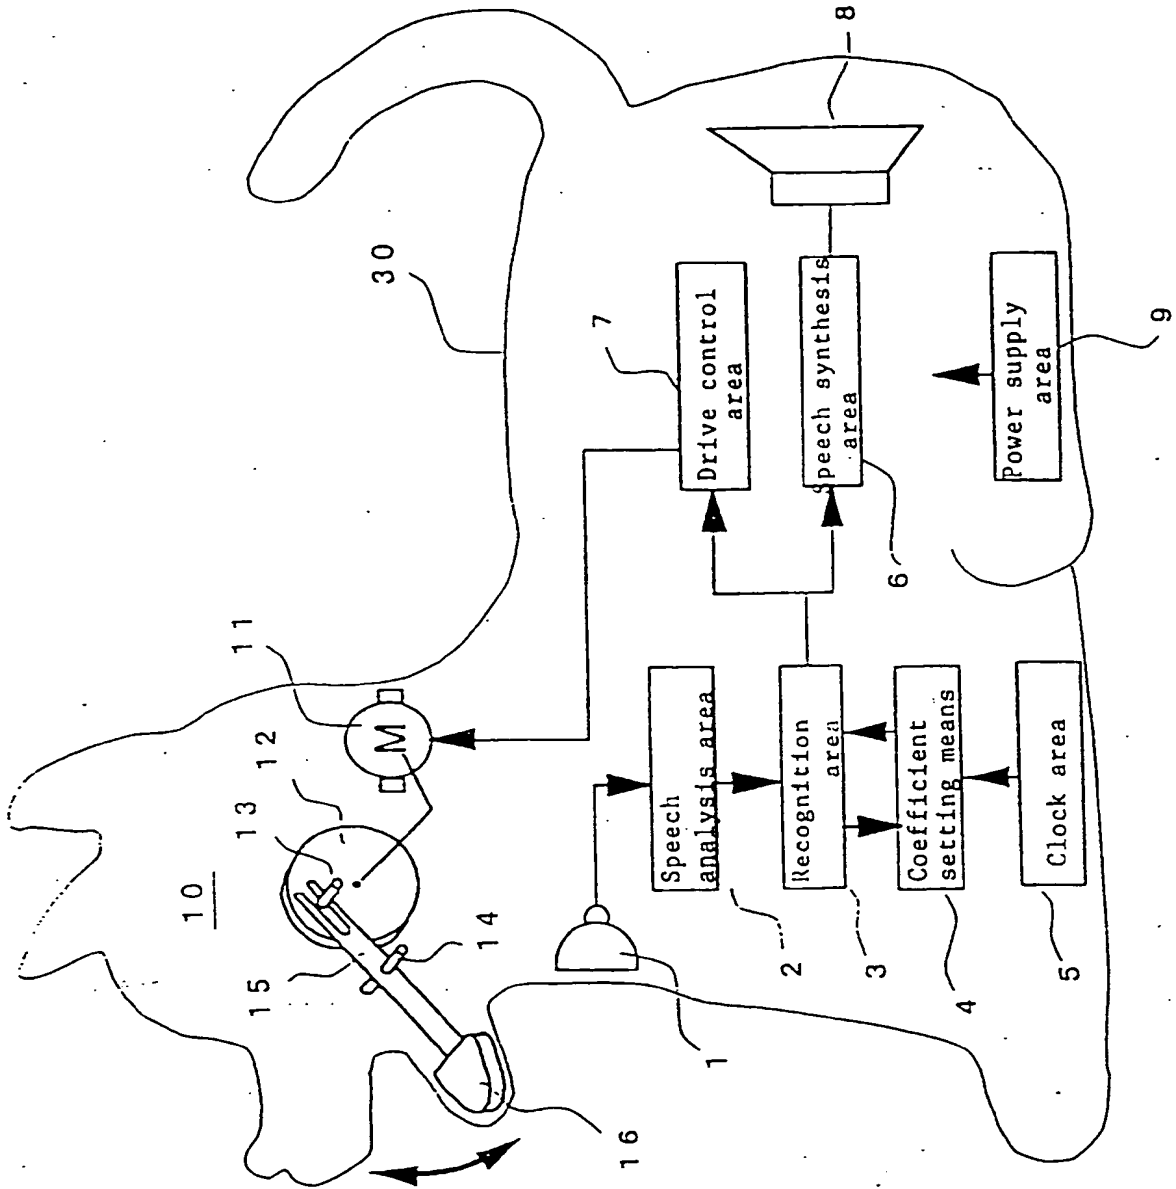 8
30
7
Drive control
area
Speech synthesis
area
6
Power supply
area
9
11
M
12
13
10
14
15
16
1
Speech
analysis area
2
Recognition
area
3
Coefficient
setting means
4
Clock area
5